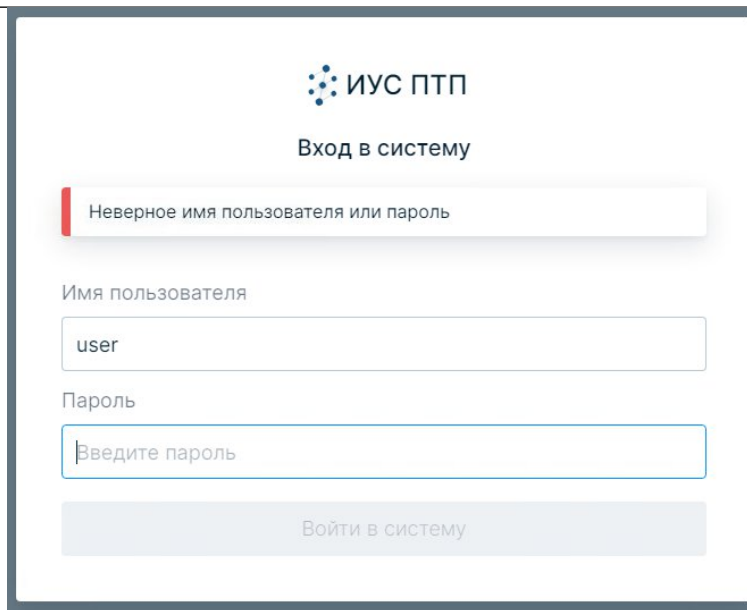 ИУС ПТП
Вход в систему
Неверное имя пользователя или пароль
Имя пользователя
user
Пароль
Введите пароль
Войти в систему